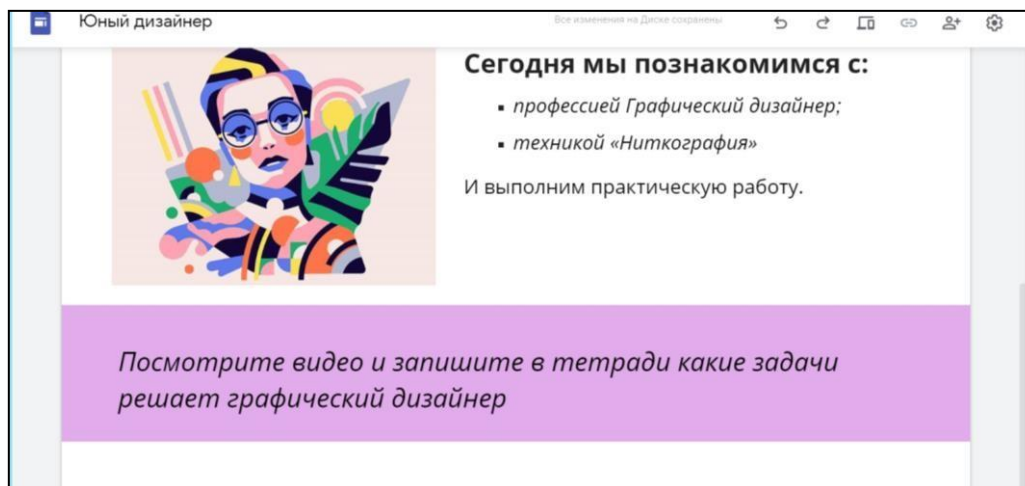 Юный дизайнер
Все изменения на Диске сохранены
Сегодня мы познакомимся с:
▪ профессией Графический дизайнер;
▪ техникой «Ниткография»
И выполним практическую работу.
Посмотрите видео и запишите в тетради какие задачи
решает графический дизайнер